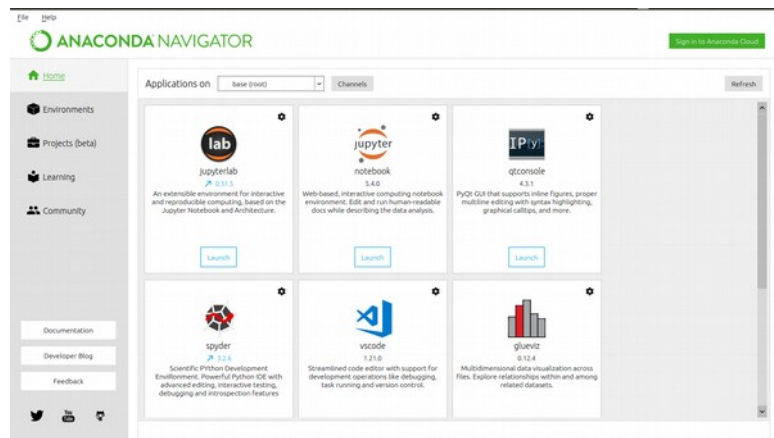 File Help
ANACONDA NAVIGATOR
Sign in to Anaconda Cloud
Home
Environments
Projects (beta)
Learning
Community
Documentation
Developer Blog
Feedback
You
Tube
Applications on base (root) Channels Refresh
lab
jupyterlab
0.31.5
An extensible environment for interactive
and reproducible computing, based on the
Jupyter Notebook and Architecture.
Launch
jupyter
notebook
5.4.0
Web-based, interactive computing notebook
environment. Edit and run human-readable
docs while describing the data analysis.
Launch
IP[y]:
qtconsole
4.3.1
PyQt GUI that supports inline figures, proper
multiline editing with syntax highlighting,
graphical calltips, and more.
Launch
spyder
3.2.6
Scientific PYthon Development
EnviRonment. Powerful Python IDE with
advanced editing, interactive testing,
debugging and introspection features
vscode
1.21.0
Streamlined code editor with support for
development operations like debugging,
task running and version control.
glueviz
0.12.4
Multidimensional data visualization across
files. Explore relationships within and among
related datasets.